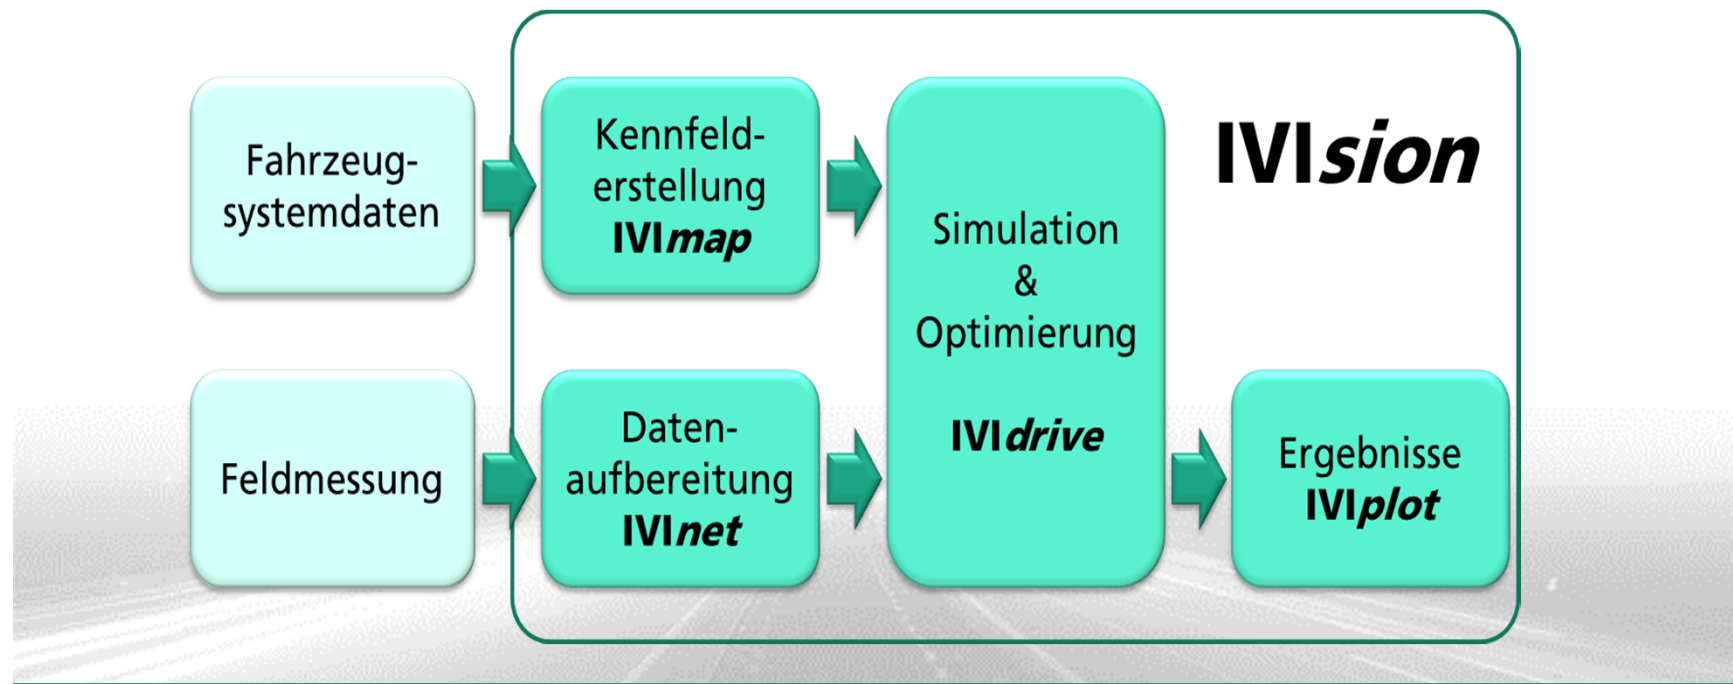 Fahrzeug-
systemdaten
Kennfeld-
erstellung
IVImap
Simulation
&
Optimierung
IVIdrive
IVIsion
Feldmessung
Daten-
aufbereitung
IVInet
Ergebnisse
IVIplot